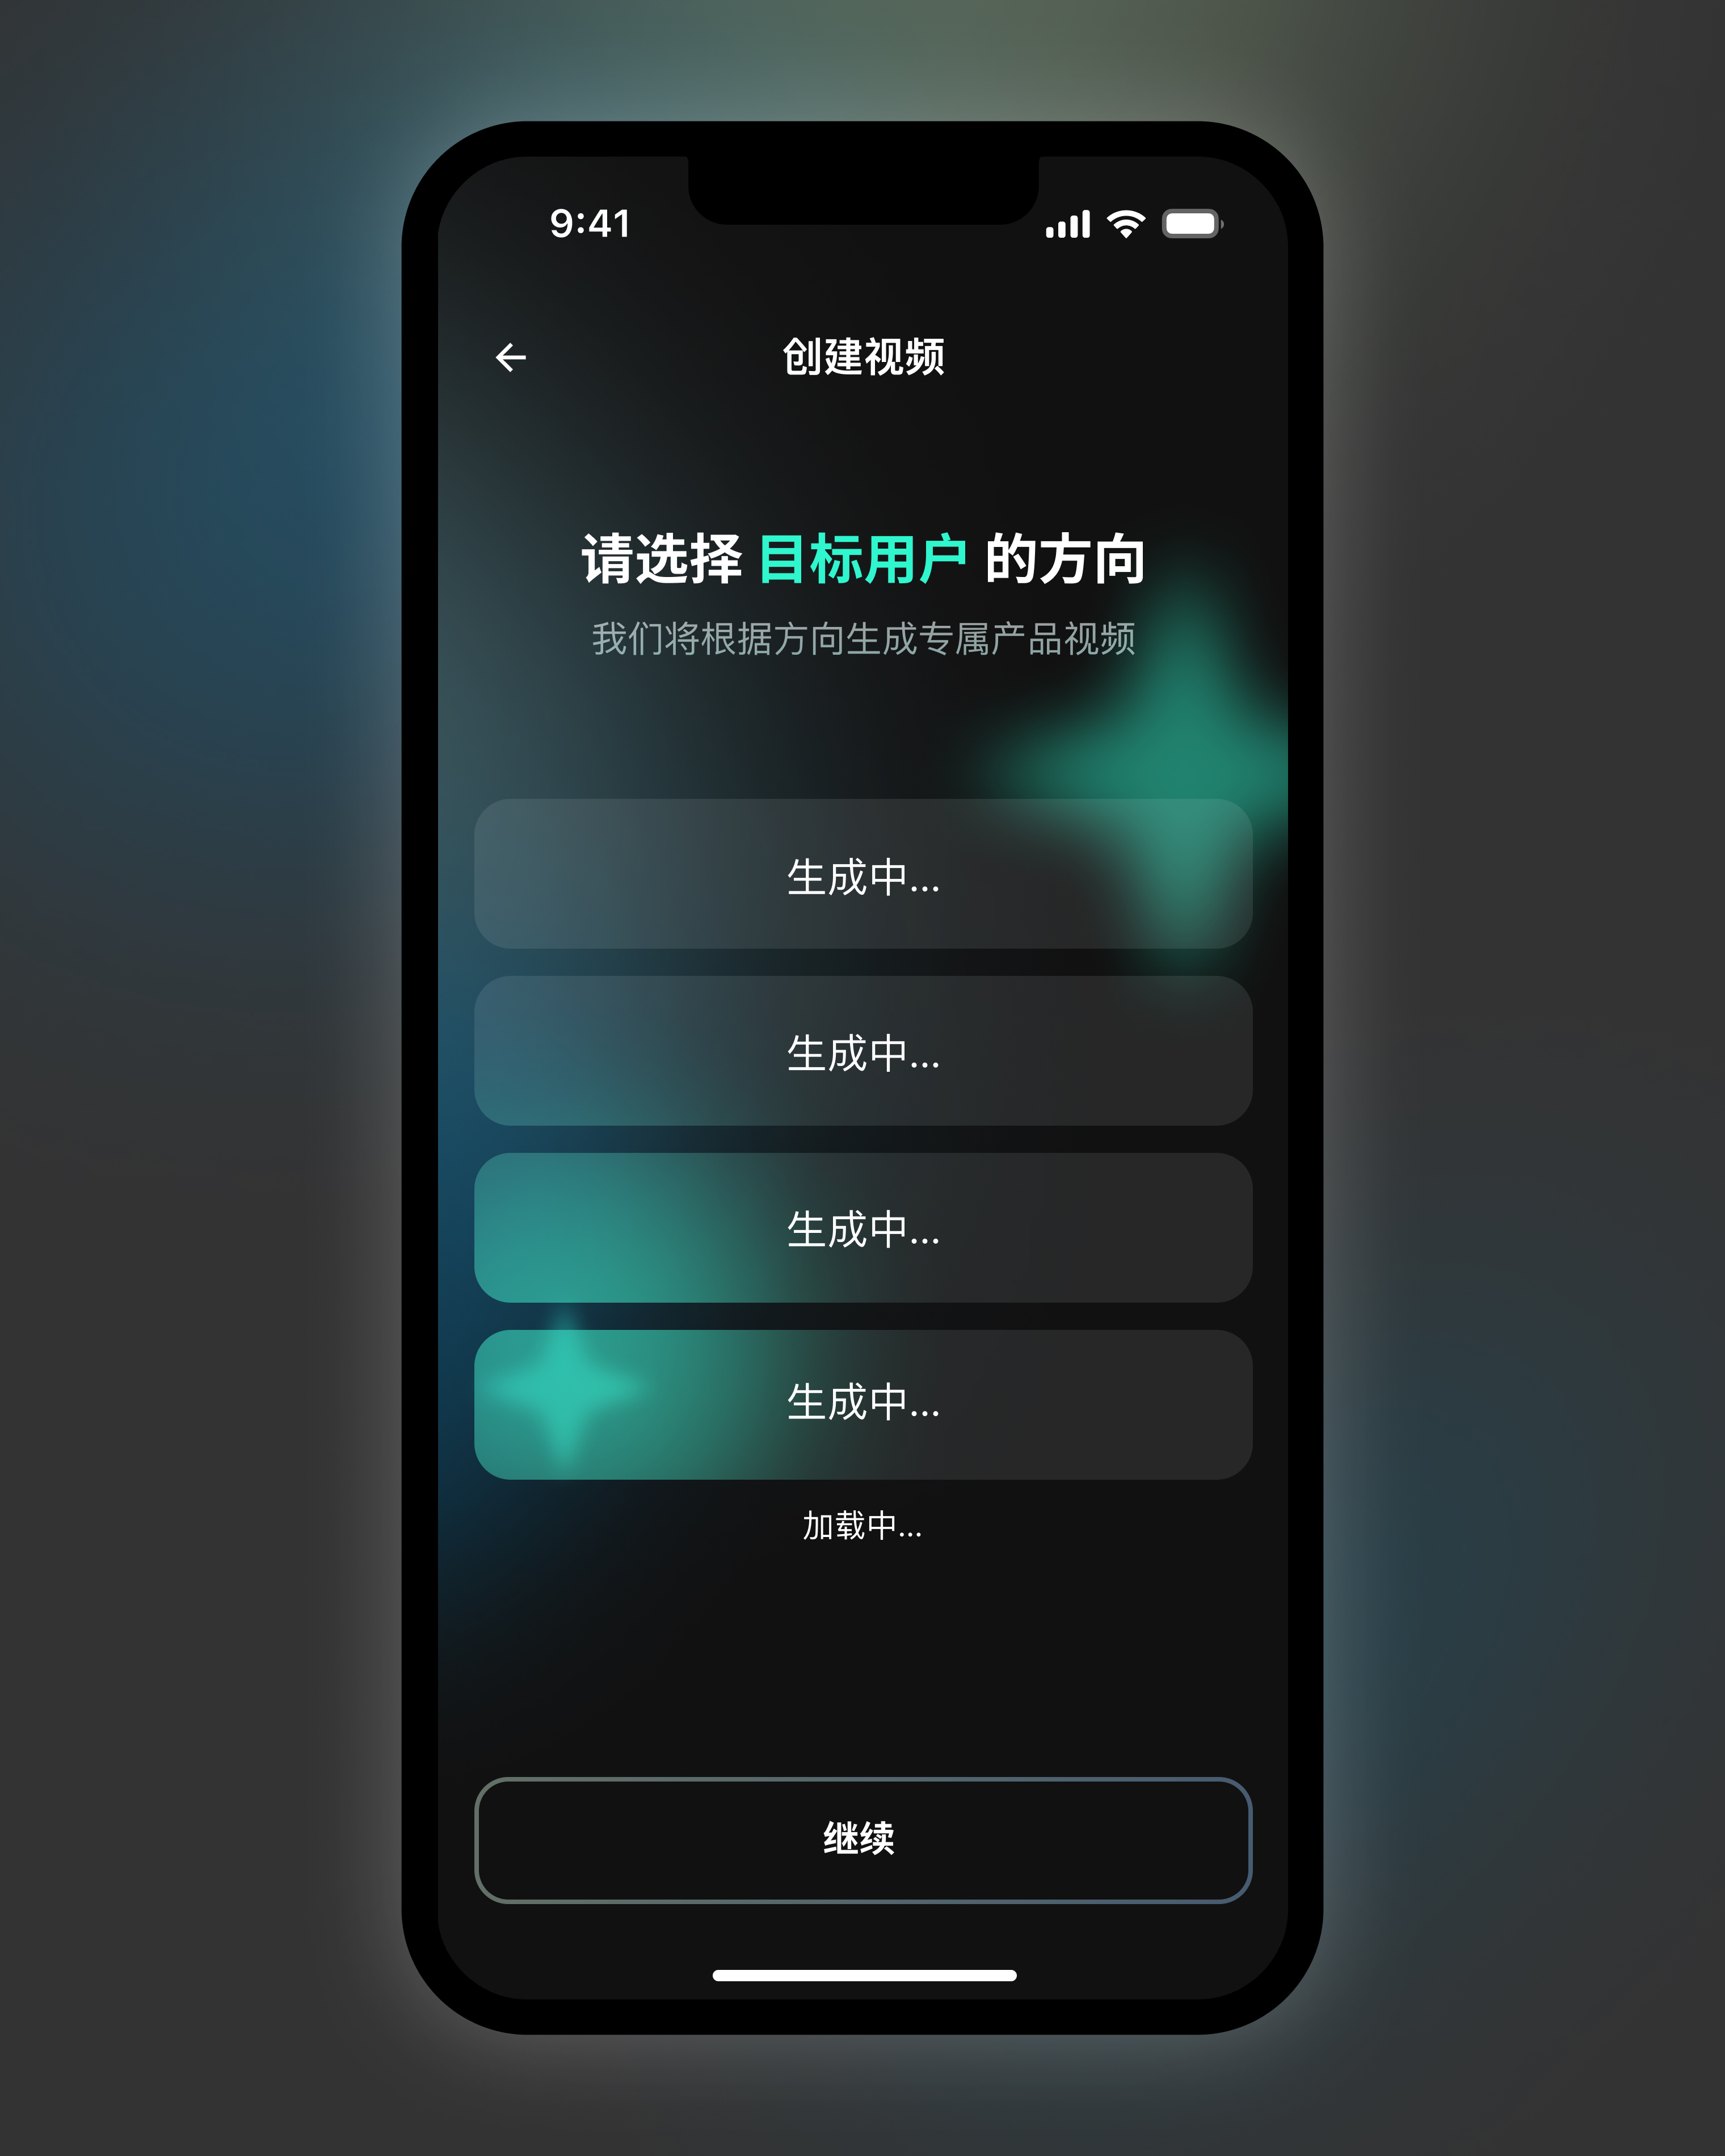 9:41
创建视频
请选择 目标用户 的方向
我们将根据方向生成专属产品视频
生成中...
生成中...
生成中...
生成中...
加载中...
继续